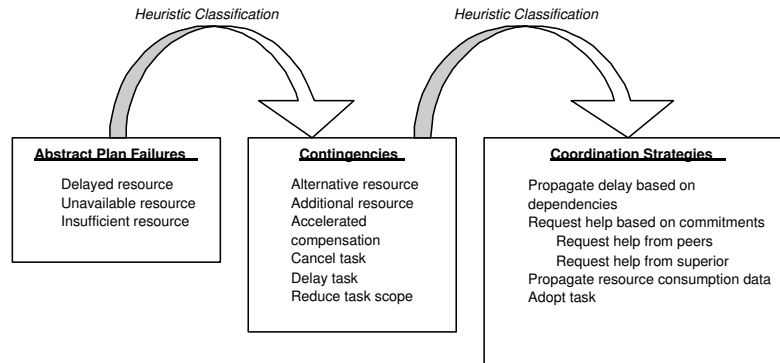 Heuristic Classification
Heuristic Classification
Abstract Plan Failures
Delayed resource
Unavailable resource
Insufficient resource
Contingencies
Alternative resource
Additional resource
Accelerated
compensation
Cancel task
Delay task
Reduce task scope
Coordination Strategies
Propagate delay based on
dependencies
Request help based on commitments
Request help from peers
Request help from superior
Propagate resource consumption data
Adopt task